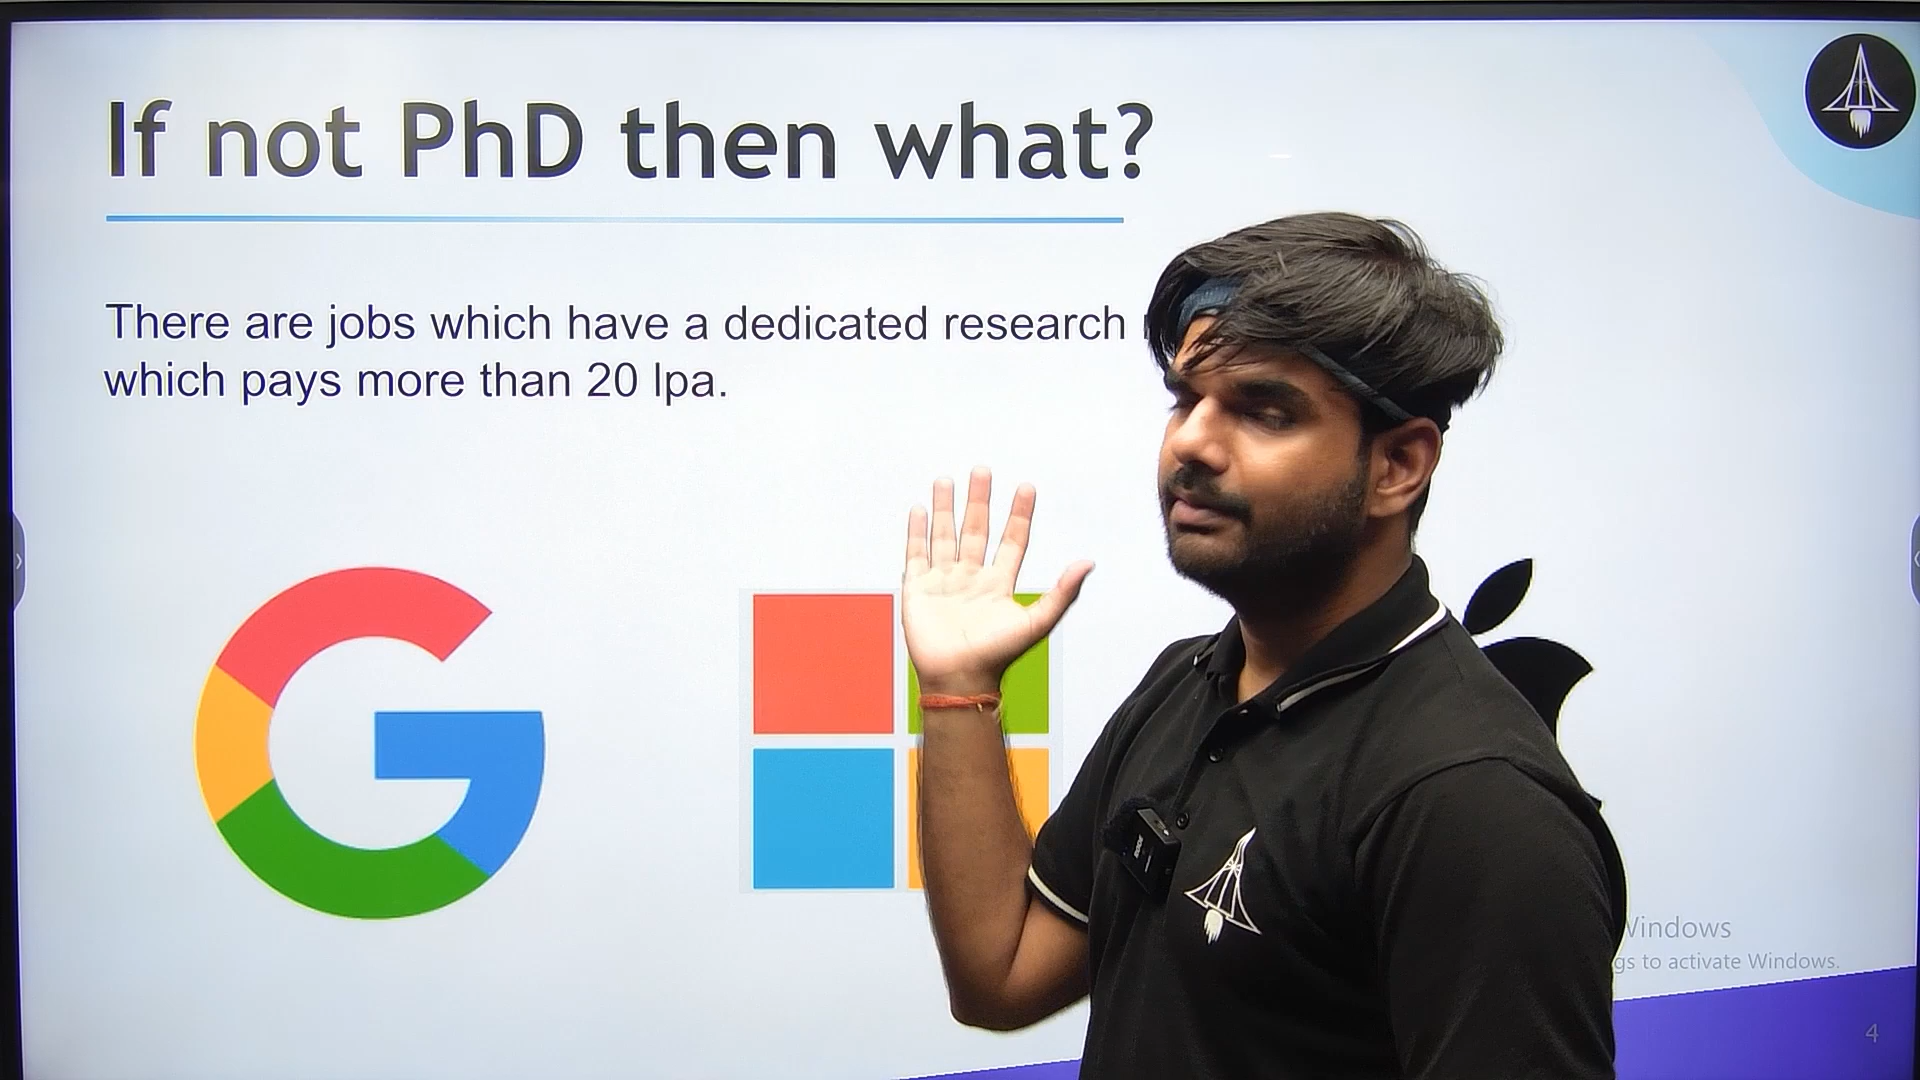 If not PhD then what?
There are jobs which have a dedicated research
which pays more than 20 lpa.
Windows
to activate Windows.
4